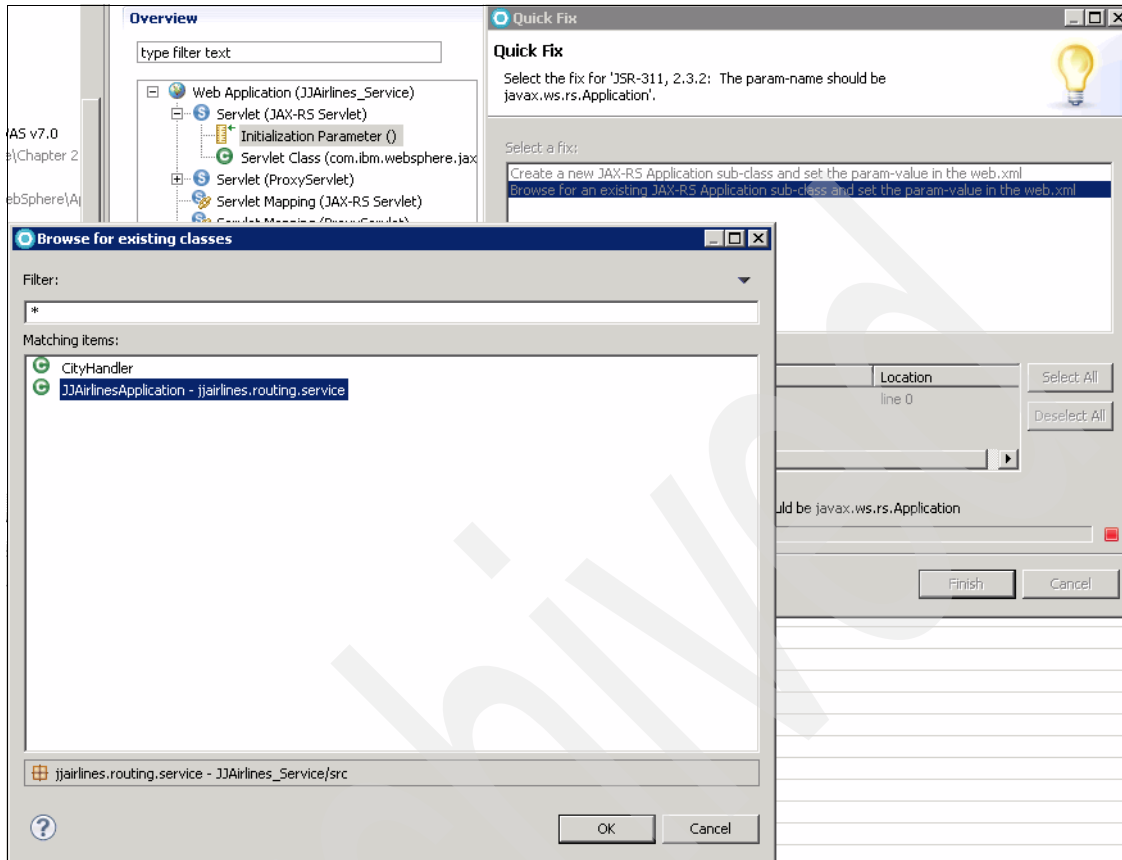 Overview
type filter text
Web Application (JJAirlines_Service)
Servlet (JAX-RS Servlet)
Initialization Parameter ()
Servlet Class (com.ibm.websphere.jax
Servlet (ProxyServlet)
Servlet Mapping (JAX-RS Servlet)
Servlet Mapping (ProxyServlet)
AS v7.0
e\Chapter 2
ebSphere\Ap
Quick Fix
Quick Fix
Select the fix for 'JSR-311, 2.3.2: The param-name should be
javax.ws.rs.Application'.
Select a fix:
Create a new JAX-RS Application sub-class and set the param-value in the web.xml
Browse for an existing JAX-RS Application sub-class and set the param-value in the web.xml
Location
line 0
Select All
Deselect All
uld be javax.ws.rs.Application
Finish Cancel
Browse for existing classes
Filter:
*
Matching items:
CityHandler
JJAirlinesApplication - jjairlines.routing.service
jjairlines.routing.service - JJAirlines_Service/src
OK Cancel